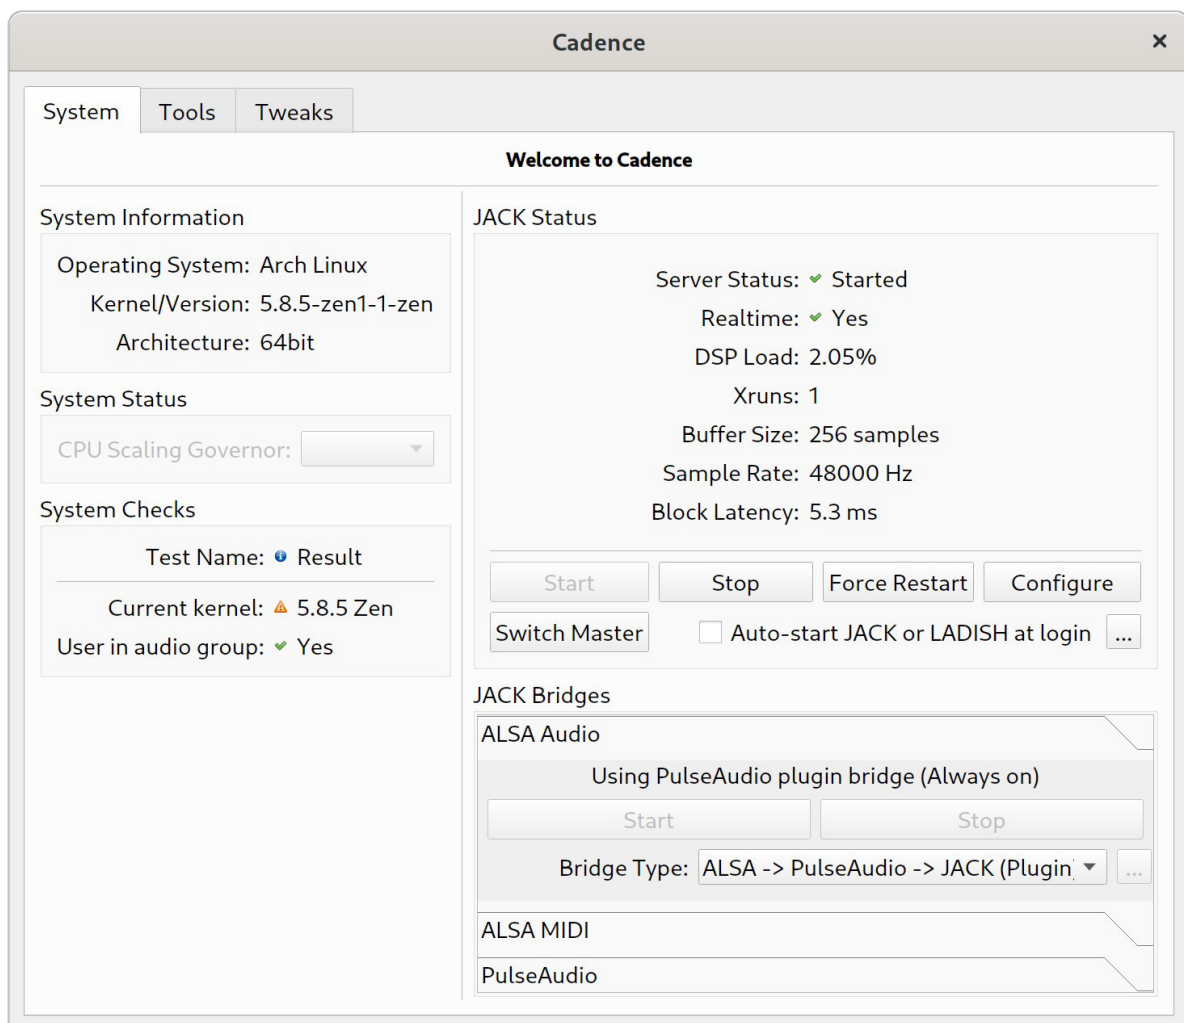 Cadence
System Tools Tweaks
Welcome to Cadence
System Information
Operating System: Arch Linux
Kernel/Version: 5.8.5-zen1-1-zen
Architecture: 64bit
System Status
CPU Scaling Governor:
System Checks
Test Name: Result
Current kernel: 5.8.5 Zen
User in audio group: Yes
JACK Status
Server Status: Started
Realtime: Yes
DSP Load: 2.05%
Xruns: 1
Buffer Size: 256 samples
Sample Rate: 48000 Hz
Block Latency: 5.3 ms
Start Stop Force Restart Configure
Switch Master Auto-start JACK or LADISH at login ...
JACK Bridges
ALSA Audio
Using PulseAudio plugin bridge (Always on)
Start Stop
Bridge Type: ALSA -> PulseAudio -> JACK (Plugin) ...
ALSA MIDI
PulseAudio